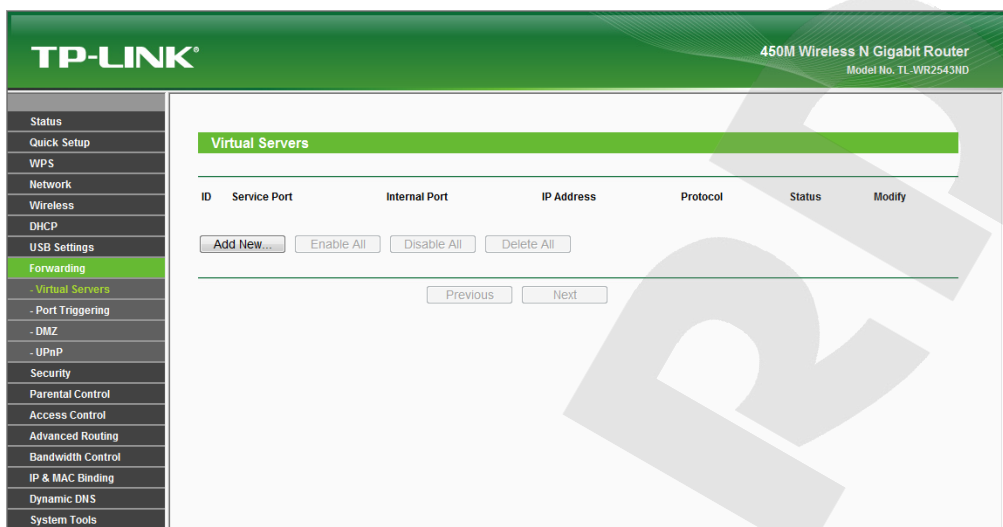 TP-LINK®
450M Wireless N Gigabit Router
Model No. TL-WR2543ND
Status
Quick Setup
WPS
Network
Wireless
DHCP
USB Settings
Forwarding
- Virtual Servers
- Port Triggering
- DMZ
- UPnP
Security
Parental Control
Access Control
Advanced Routing
Bandwidth Control
IP & MAC Binding
Dynamic DNS
System Tools
Virtual Servers
ID Service Port Internal Port IP Address Protocol Status Modify
Add New... Enable All Disable All Delete All
Previous Next